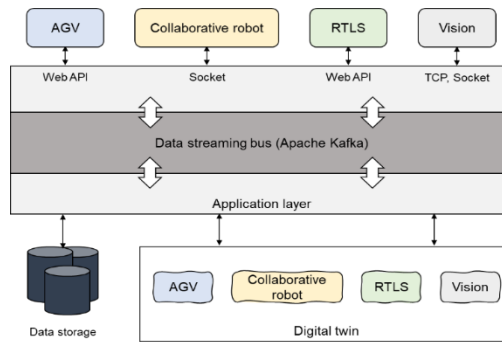 AGV
Collaborative robot
RTLS
Vision
Web API
Socket
Web API
TCP, Socket
Data streaming bus (Apache Kafka)
Application layer
AGV
Collaborative
robot
RTLS
Vision
Data storage
Digital twin